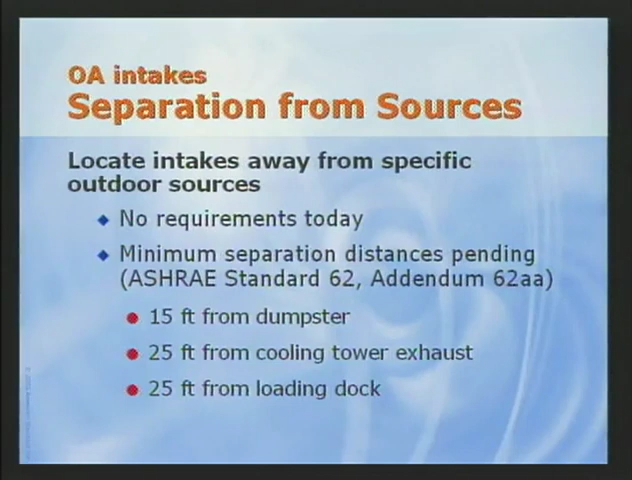 OA intakes
Separation from Sources
Locate intakes away from specific
outdoor sources
No requirements today
Minimum separation distances pending
(ASHRAE Standard 62, Addendum 62aa)
15 ft from dumpster
25 ft from cooling tower exhaust
25 ft from loading dock